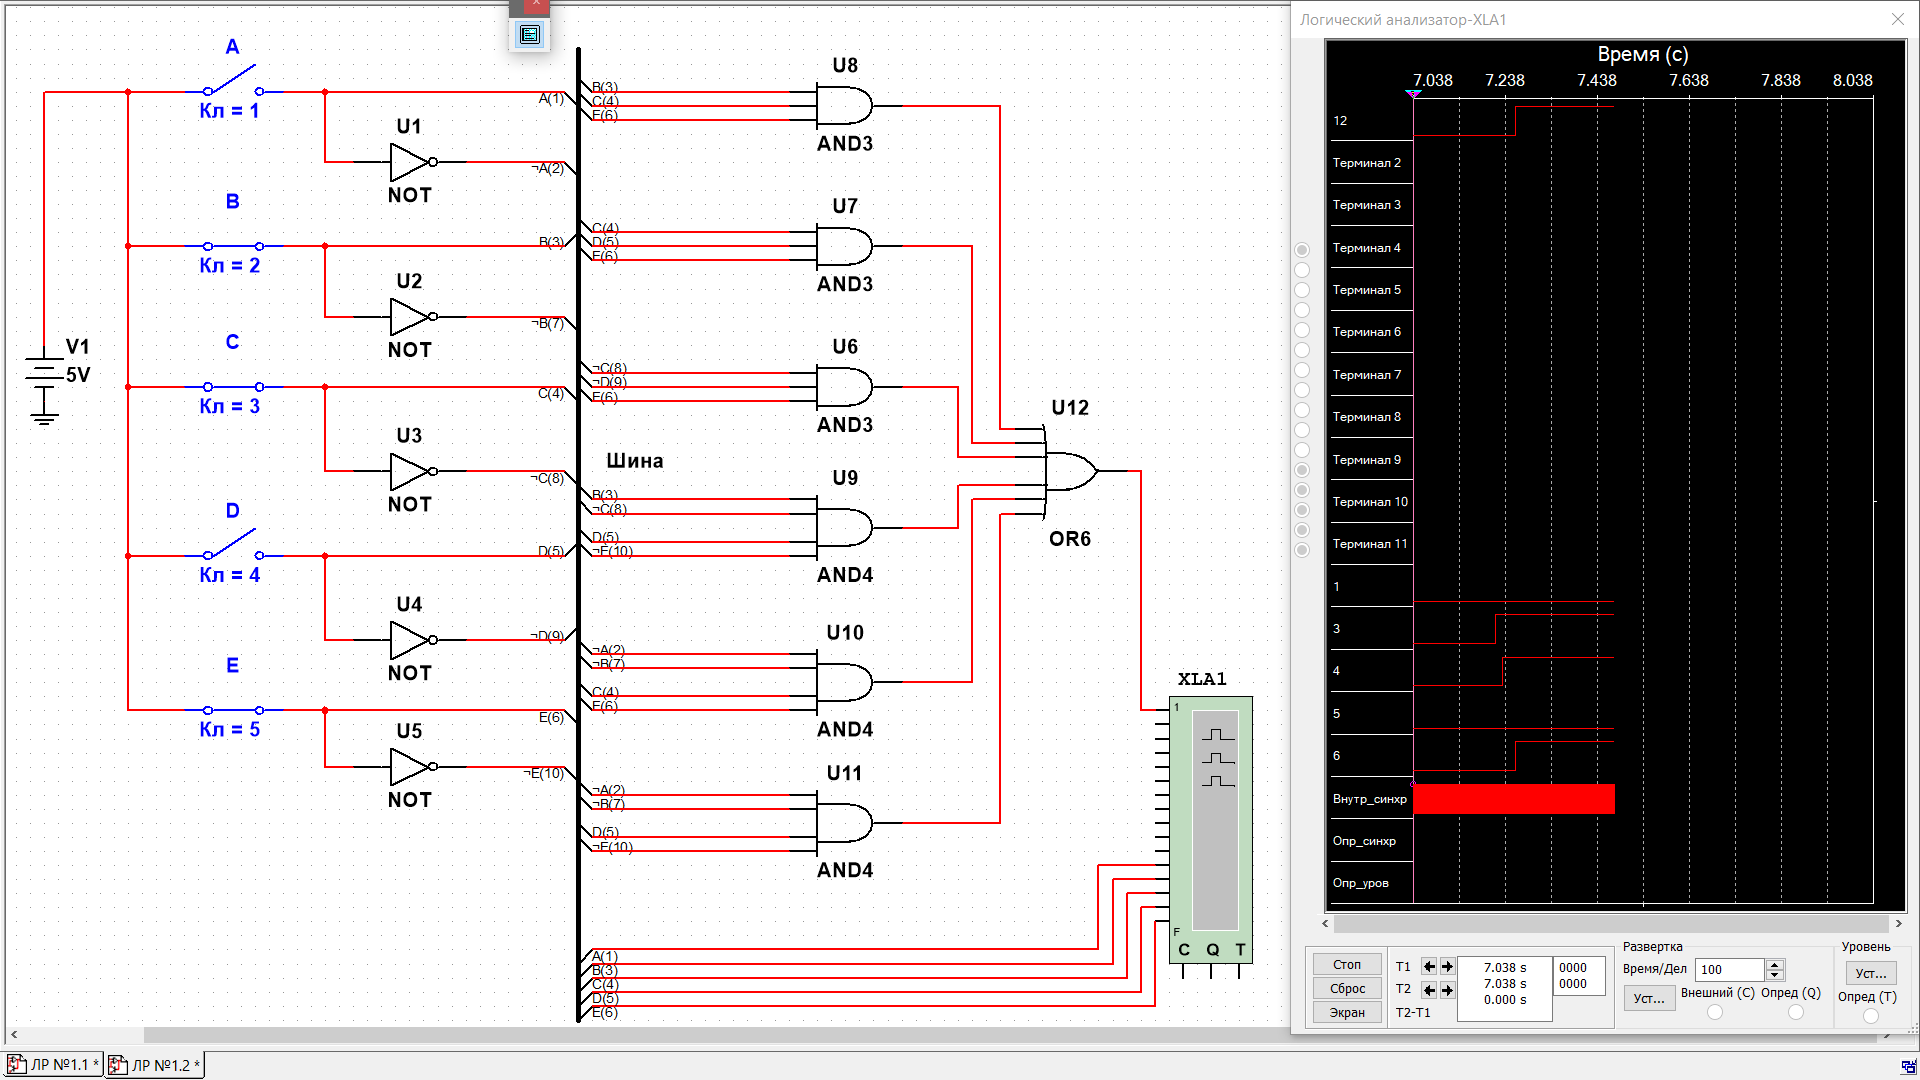 A
Кл = 1
U1
NOT
A(1)
¬A(2)
B
Кл = 2
U2
NOT
B(3)
¬B(7)
C
Кл = 3
U3
NOT
C(4)
¬C(8)
V1
5V
D
Кл = 4
U4
NOT
D(5)
¬D(9)
E
Кл = 5
U5
NOT
E(6)
¬E(10)
Шина
B(3)
C(4)
E(6)
U8
AND3
C(4)
D(5)
E(6)
U7
AND3
¬C(8)
¬D(9)
E(6)
U6
AND3
B(3)
¬C(8)
D(5)
¬E(10)
U9
AND4
¬A(2)
¬B(7)
C(4)
E(6)
U10
AND4
¬A(2)
¬B(7)
D(5)
¬E(10)
U11
AND4
U12
OR6
A(1)
B(3)
C(4)
D(5)
E(6)
XLA1
1
F
C Q T
ЛР №1.1 *
ЛР №1.2 *
Логический анализатор-XLA1
Время (с)
7.038 7.238 7.438 7.638 7.838 8.038
12
Терминал 2
Терминал 3
Терминал 4
Терминал 5
Терминал 6
Терминал 7
Терминал 8
Терминал 9
Терминал 10
Терминал 11
1
3
4
5
6
Внутр_синхр
Опр_синхр
Опр_уров
Стоп
Сброс
Экран
T1
T2
T2-T1
7.038 s
7.038 s
0.000 s
0000
0000
Развертка
Время/Дел 100
Уст...
Внешний (С) Опред (Q)
Уровень
Уст...
Опред (Т)